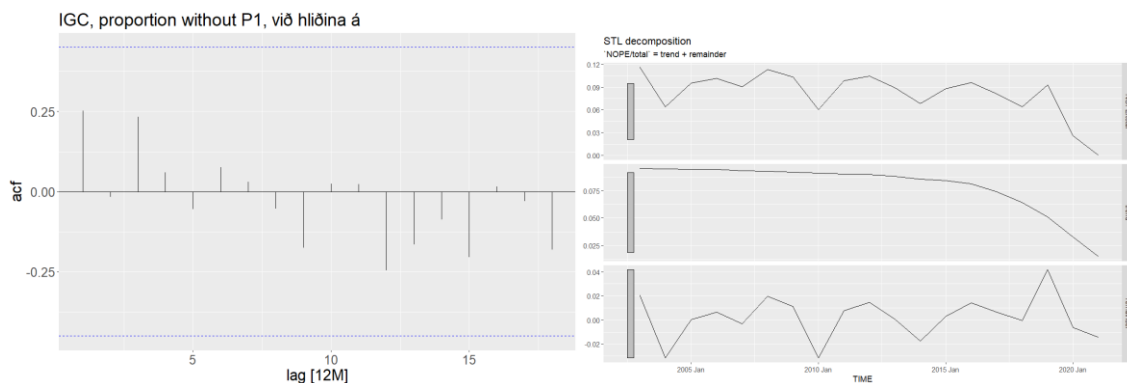 IGC, proportion without P1, við hliðina á
0.25
0.00
-0.25
acf
5
10
15
lag [12M]
STL decomposition
`NOPE/total` = trend + remainder
0.12
0.09
0.06
0.03
0.00
0.075
0.050
0.025
0.04
0.02
0.00
-0.02
2005 Jan
2010 Jan
2015 Jan
2020 Jan
TIME